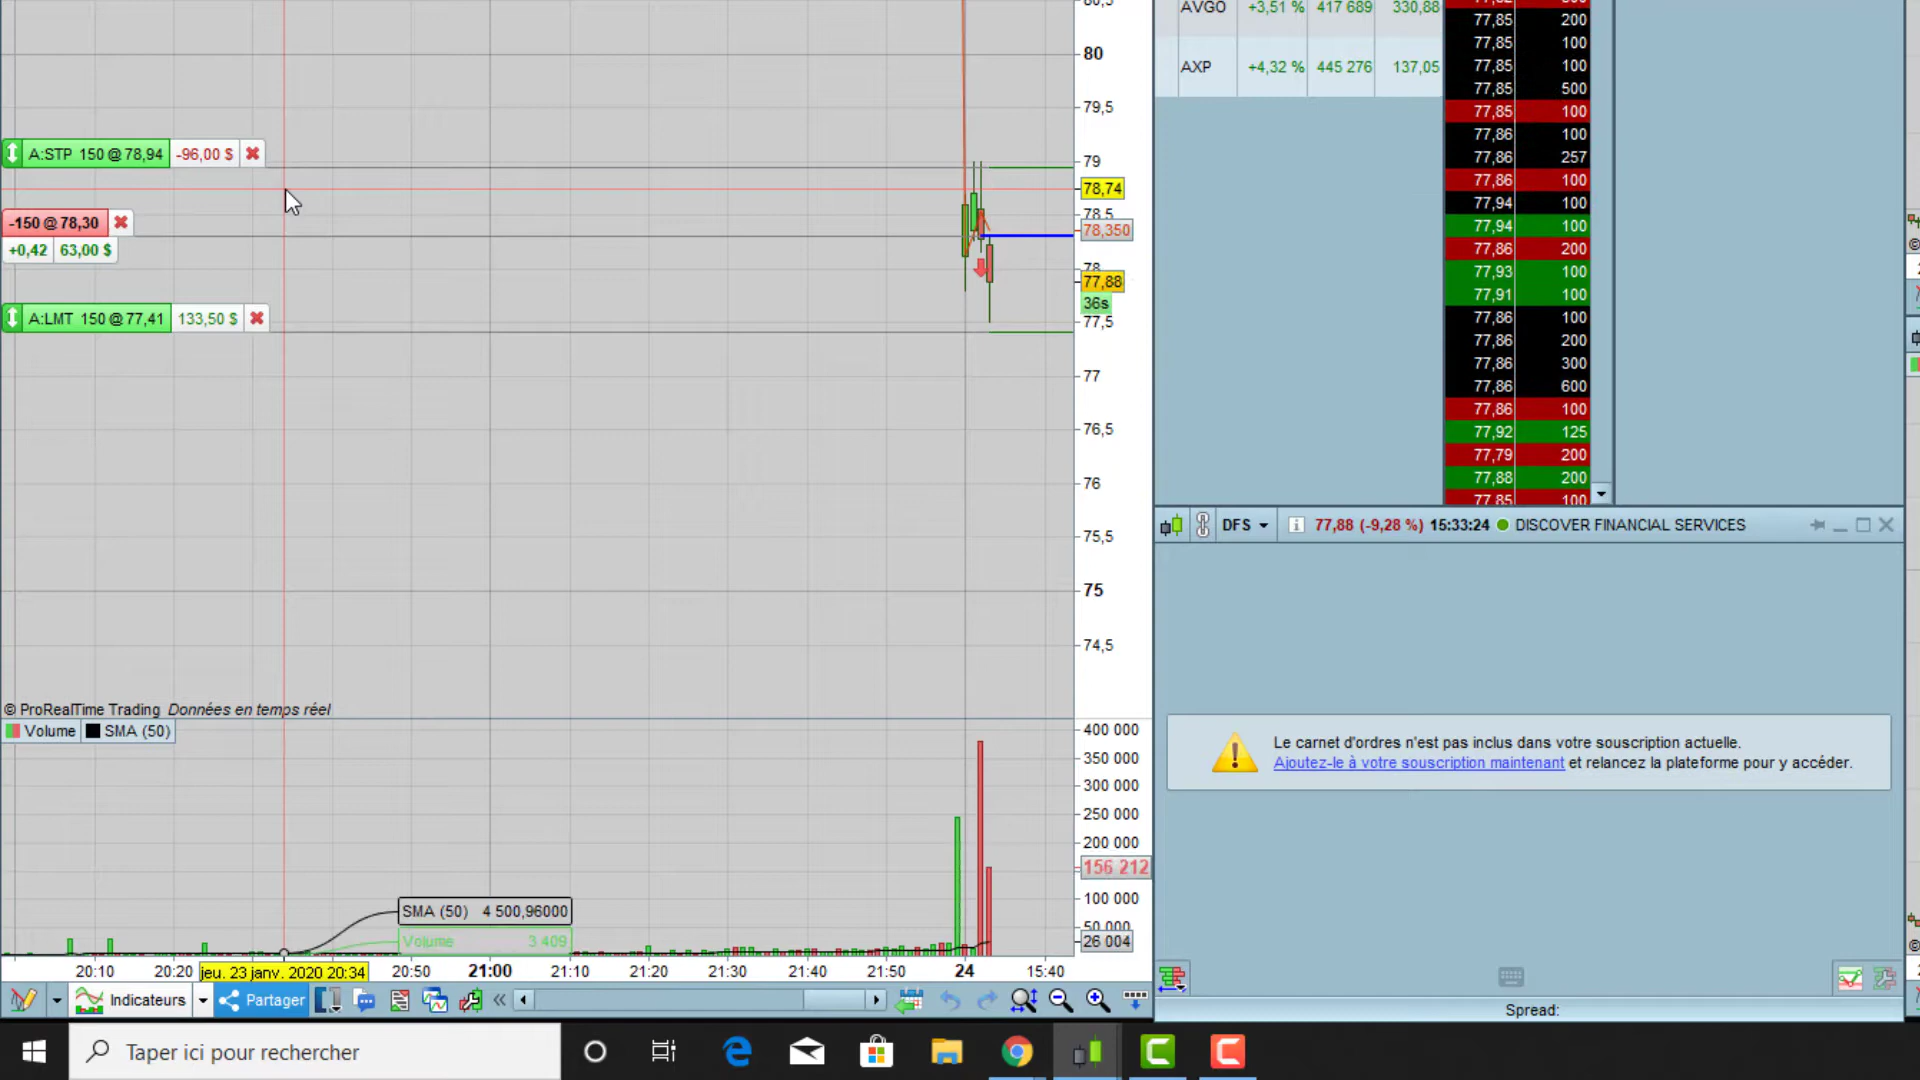 80,5
80
79,5
79
78,74
78,5
78,350
78
77,88
36s
77,5
77
76,5
76
75,5
75
74,5
A:STP 150 @ 78,94 -96,00 $
-150 @ 78,30
+0,42 63,00 $
A:LMT 150 @ 77,41 133,50 $
© ProRealTime Trading Données en temps réel
Volume SMA (50)
400 000
350 000
300 000
250 000
200 000
156 212
100 000
50 000
26 004
SMA (50) 4 500,96000
Volume 3 409
20:10 20:20 jeu. 23 janv. 2020 20:34 20:50 21:00 21:10 21:20 21:30 21:40 21:50 24 15:40
Indicateurs Partager
AVGO +3,51 % 417 689 330,88
AXP +4,32 % 445 276 137,05
77,85 200
77,85 100
77,85 100
77,85 500
77,85 100
77,86 100
77,86 257
77,86 100
77,94 100
77,94 100
77,86 200
77,93 100
77,91 100
77,86 100
77,86 200
77,86 300
77,86 600
77,86 100
77,92 125
77,79 200
77,88 200
77,85 100
DFS 77,88 (-9,28 %) 15:33:24 DISCOVER FINANCIAL SERVICES
Le carnet d'ordres n'est pas inclus dans votre souscription actuelle.
Ajoutez-le à votre souscription maintenant et relancez la plateforme pour y accéder.
Spread:
Taper ici pour rechercher